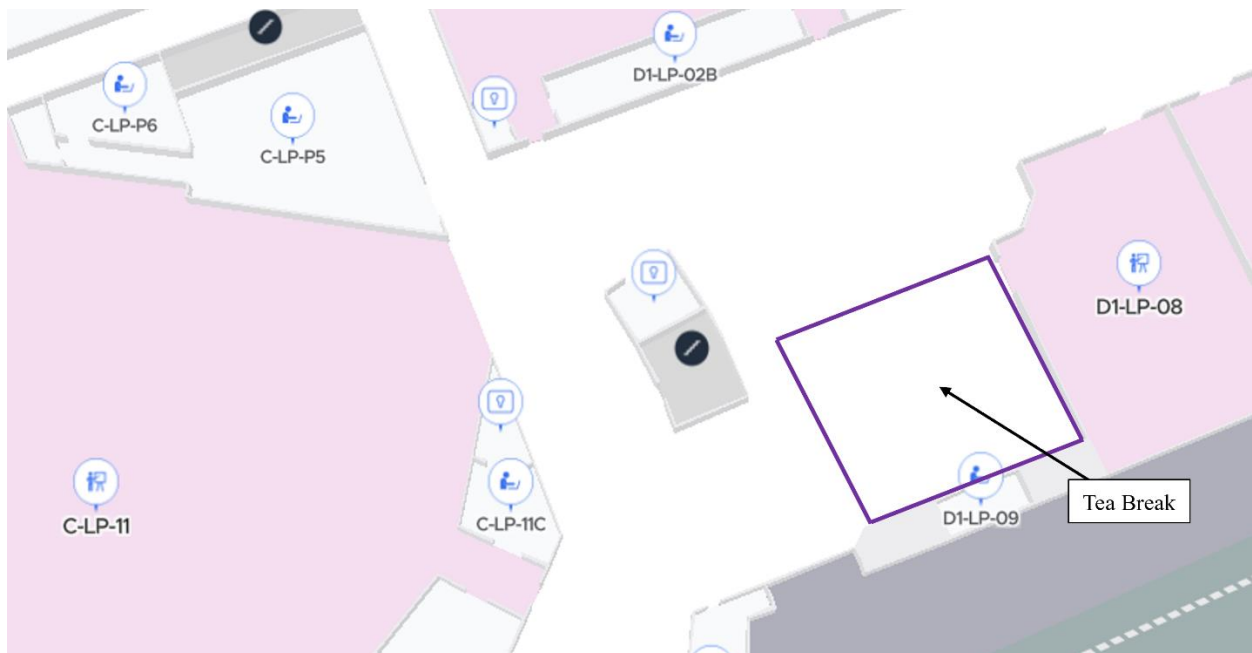 D1-LP-02B
C-LP-P6
C-LP-P5
D1-LP-08
C-LP-11
C-LP-11C
D1-LP-09
Tea Break